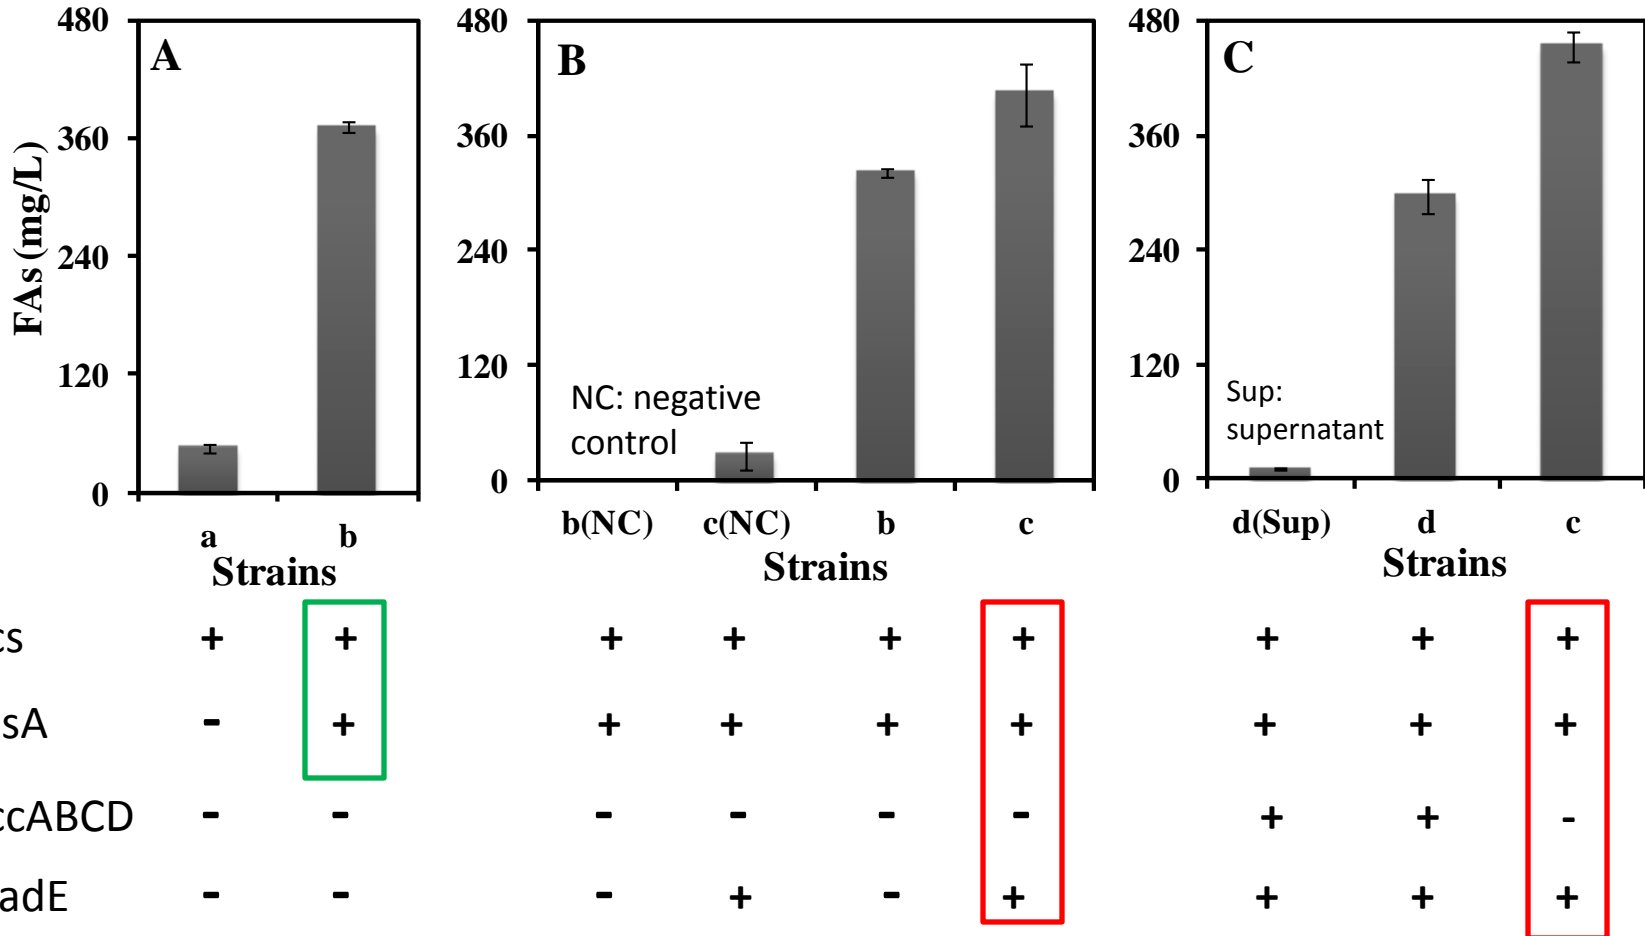 A
480
360
240
120
0
FAs (mg/L)
a b
Strains
B
480
360
240
120
0
NC: negative
control
b(NC) c(NC) b c
Strains
C
480
360
240
120
0
Sup:
supernatant
d(Sup) d c
Strains
cs + + + + + + + + +
sA - + + + + + + + +
ccABCD - - - - - - + + -
adE - - - + - + + + +